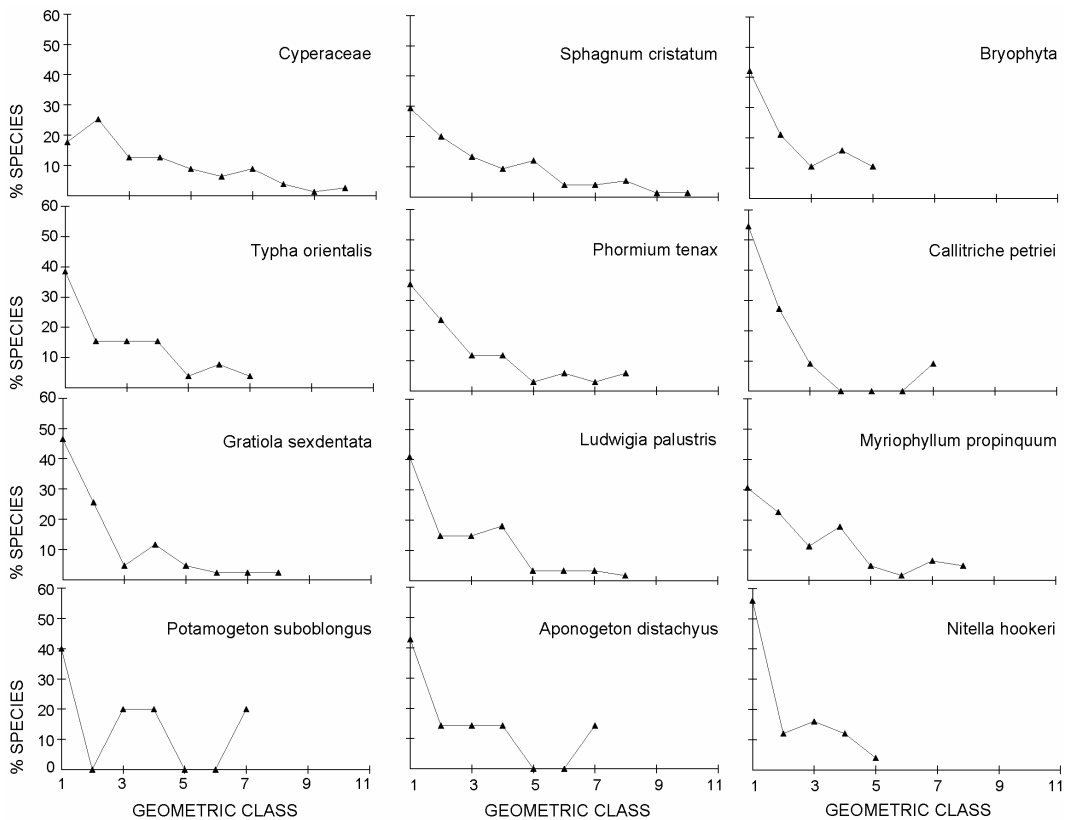 60
50
40
30
20
10
% SPECIES
Cyperaceae
Sphagnum cristatum
Bryophyta
60
50
40
30
20
10
% SPECIES
Typha orientalis
Phormium tenax
Callitriche petriei
60
50
40
30
20
10
% SPECIES
Gratiola sexdentata
Ludwigia palustris
Myriophyllum propinquum
60
50
40
30
20
10
0
% SPECIES
Potamogeton suboblongus
Aponogeton distachyus
Nitella hookeri
1 3 5 7 9 11
1 3 5 7 9 11
1 3 5 7 9 11
GEOMETRIC CLASS
GEOMETRIC CLASS
GEOMETRIC CLASS